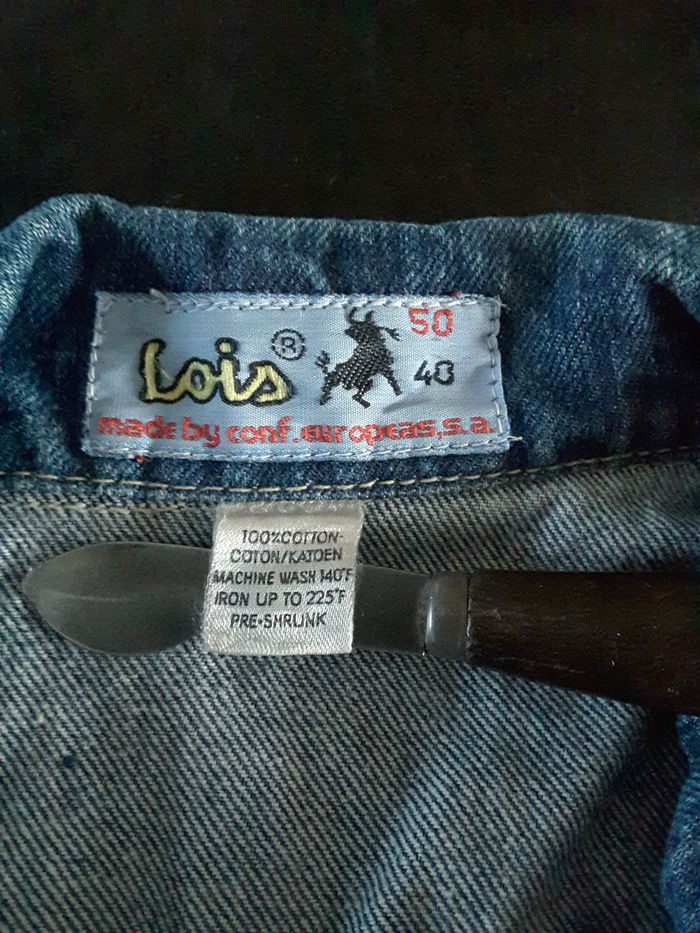 Lois ® 50
40
made by conf.europeas,s.a.
100%COTTON-
COTON/KATOEN
MACHINE WASH 140°F
IRON UP TO 225°F
PRE-SHRUNK